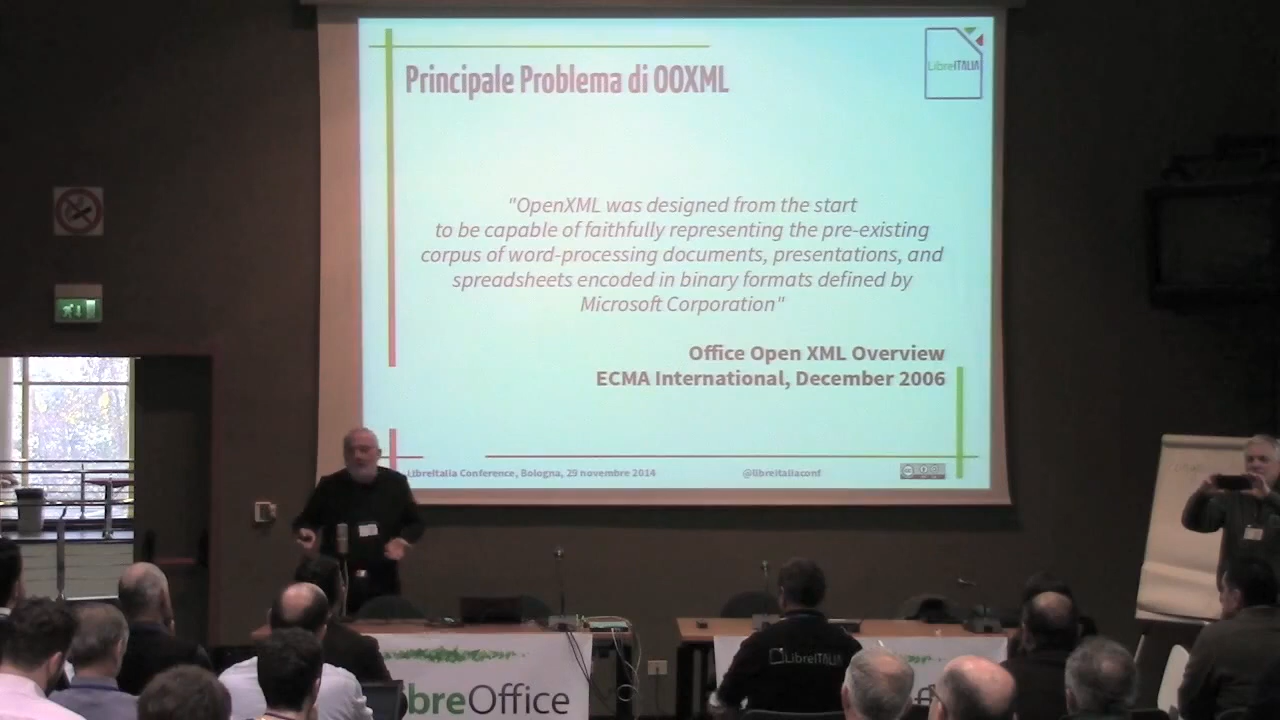 LibreITALIA
Principale Problema di OOXML
"OpenXML was designed from the start
to be capable of faithfully representing the pre-existing
corpus of word-processing documents, presentations, and
spreadsheets encoded in binary formats defined by
Microsoft Corporation"
Office Open XML Overview
ECMA International, December 2006
LibreItalia Conference, Bologna, 29 novembre 2014
@libreitaliaconf
LibreITALIA
breOffice